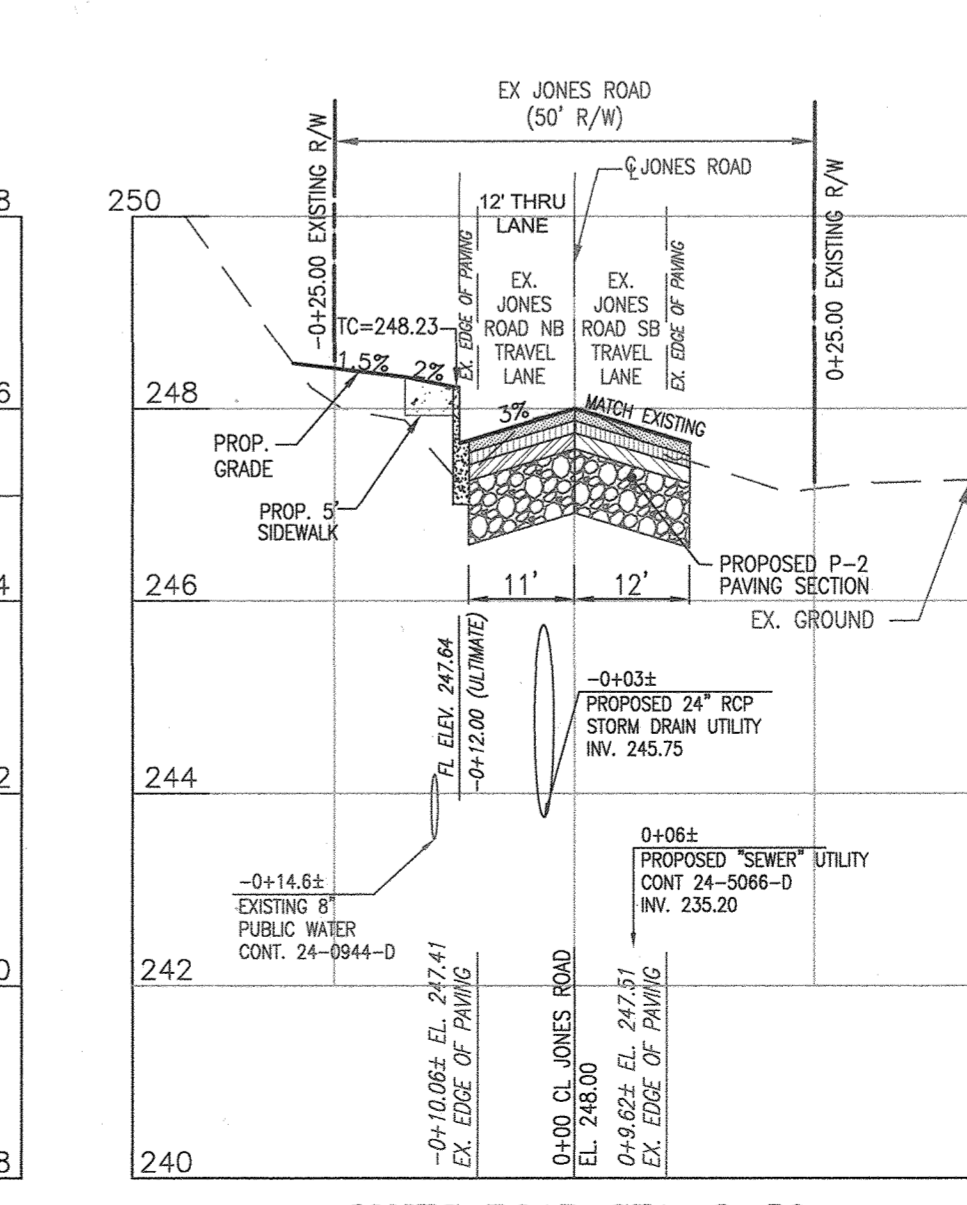 EX JONES ROAD
(50' R/W)
℄ JONES ROAD
-0+25.00 EXISTING R/W
0+25.00 EXISTING R/W
8
250
12' THRU
LANE
EX. EDGE OF PAVING
EX. EDGE OF PAVING
EX.
JONES
ROAD NB
TRAVEL
LANE
EX.
JONES
ROAD SB
TRAVEL
LANE
TC=248.23
1.5%
2%
6
248
3%
MATCH EXISTING
PROP.
GRADE
PROP. 5'
SIDEWALK
PROPOSED P-2
PAVING SECTION
4
246
11'
12'
EX. GROUND
FL ELEV. 247.64
-0+12.00 (ULTIMATE)
-0+03±
PROPOSED 24" RCP
STORM DRAIN UTILITY
INV. 245.75
2
244
0+06±
PROPOSED "SEWER" UTILITY
CONT 24-5066-D
INV. 235.20
-0+14.6±
EXISTING 8"
PUBLIC WATER
CONT. 24-0944-D
0
242
-0+10.06± EL. 247.41
EX. EDGE OF PAVING
0+00 CL JONES ROAD
EL. 248.00
0+9.62± EL. 247.51
EX. EDGE OF PAVING
8
240